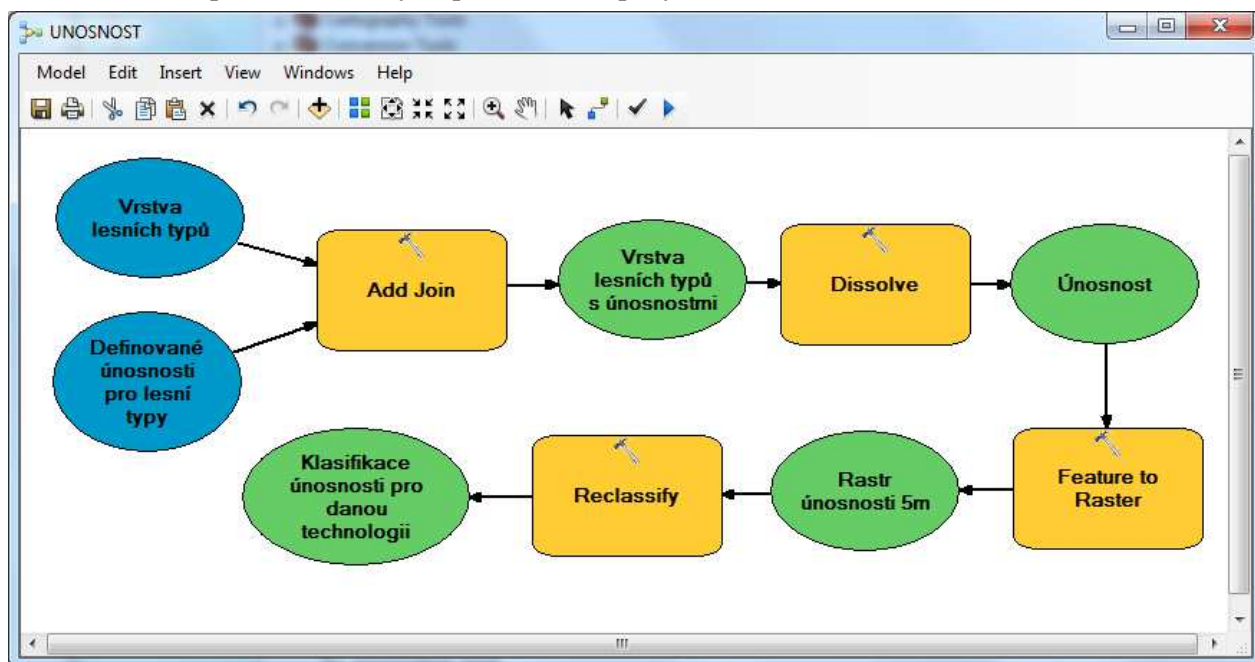 UNOSNOST
Model Edit Insert View Windows Help
Vrstva
lesních typů
Definované
únosnosti
pro lesní
typy
Add Join
Vrstva
lesních typů
s únosnostmi
Dissolve
Únosnost
Feature to
Raster
Rastr
únosnosti 5m
Reclassify
Klasifikace
únosnosti pro
danou
technologii